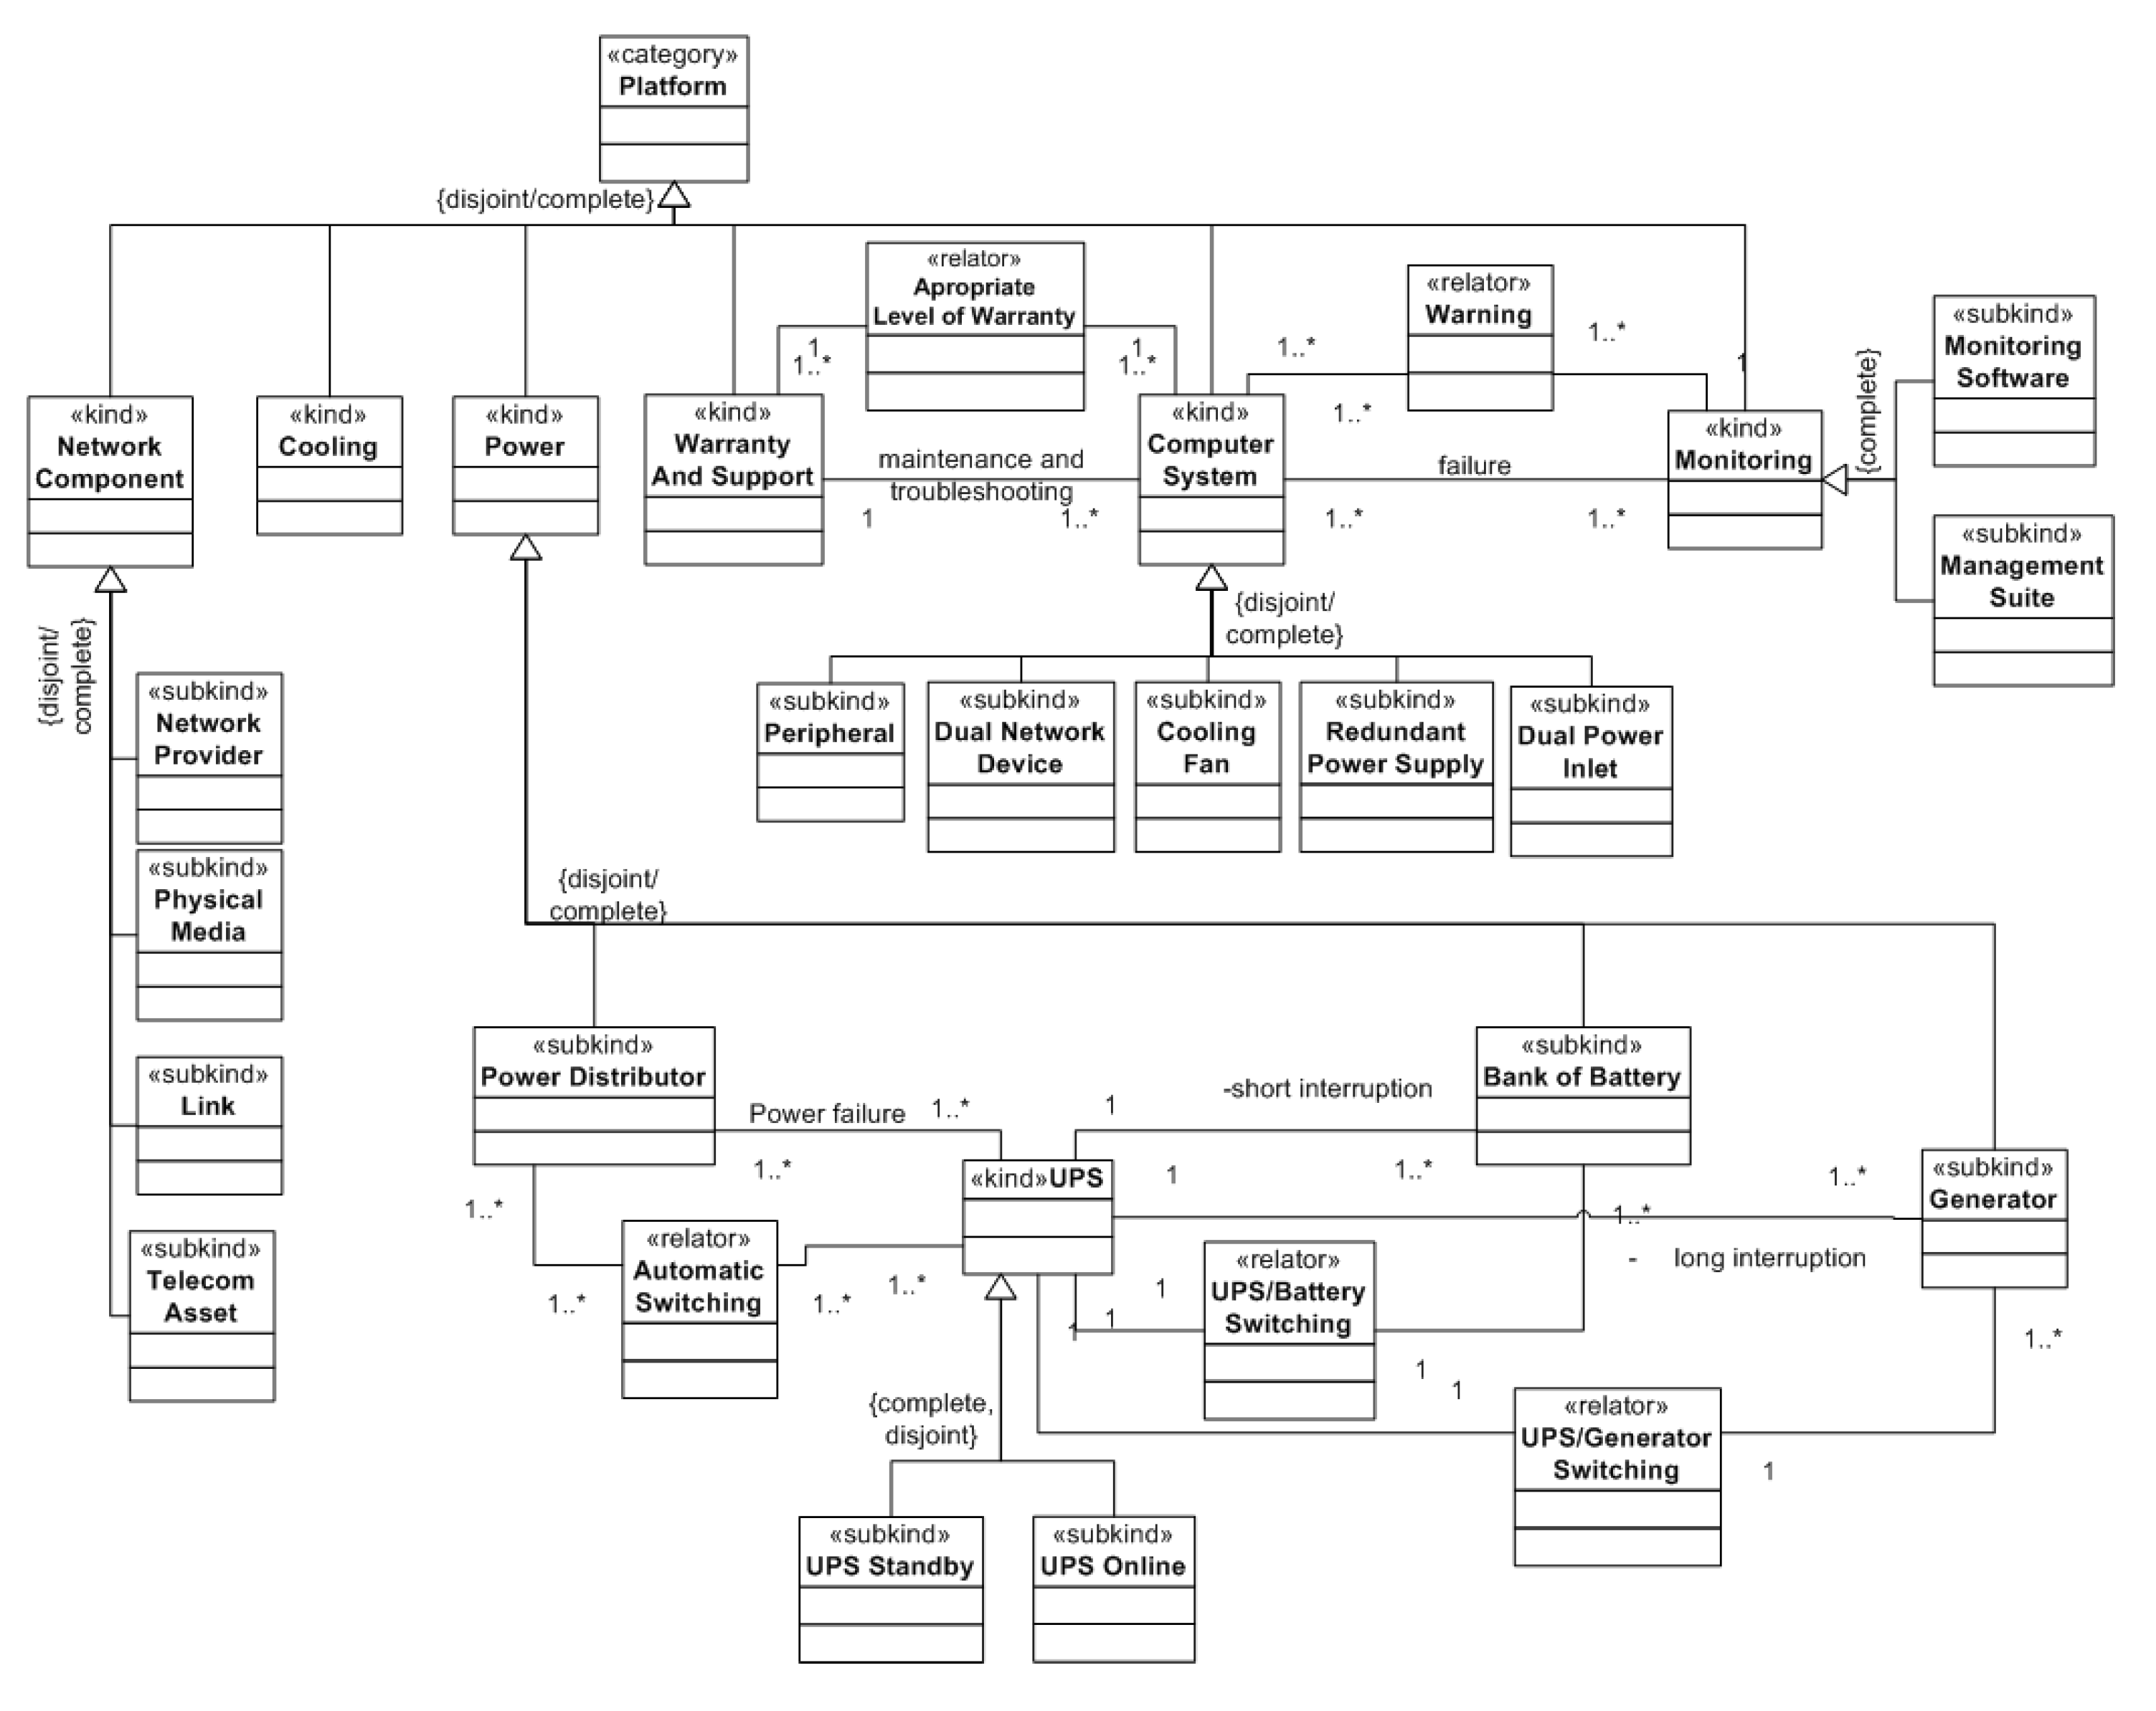 «category»
Platform
{disjoint/complete}
«relator»
Apropriate
Level of Warranty
1
1..*
1
1..*
«relator»
Warning
1..*
1..*
1..*
1
«kind»
Network
Component
«kind»
Cooling
«kind»
Power
«kind»
Warranty
And Support
maintenance and
troubleshooting
1
1..*
«kind»
Computer
System
failure
1..*
1..*
«kind»
Monitoring
{complete}
«subkind»
Monitoring
Software
«subkind»
Management
Suite
{disjoint/
complete}
«subkind»
Network
Provider
«subkind»
Physical
Media
«subkind»
Link
«subkind»
Telecom
Asset
{disjoint/
complete}
«subkind»
Peripheral
«subkind»
Dual Network
Device
«subkind»
Cooling
Fan
«subkind»
Redundant
Power Supply
«subkind»
Dual Power
Inlet
{disjoint/
complete}
«subkind»
Power Distributor
Power failure
1..*
1..*
1
-short interruption
1..*
«subkind»
Bank of Battery
«kind»UPS
1
1..*
- long interruption
«subkind»
Generator
1..*
1..*
1..*
«relator»
Automatic
Switching
1..*
1..*
1
1
1
«relator»
UPS/Battery
Switching
1..*
1
1
«relator»
UPS/Generator
Switching
1
1..*
{complete,
disjoint}
«subkind»
UPS Standby
«subkind»
UPS Online